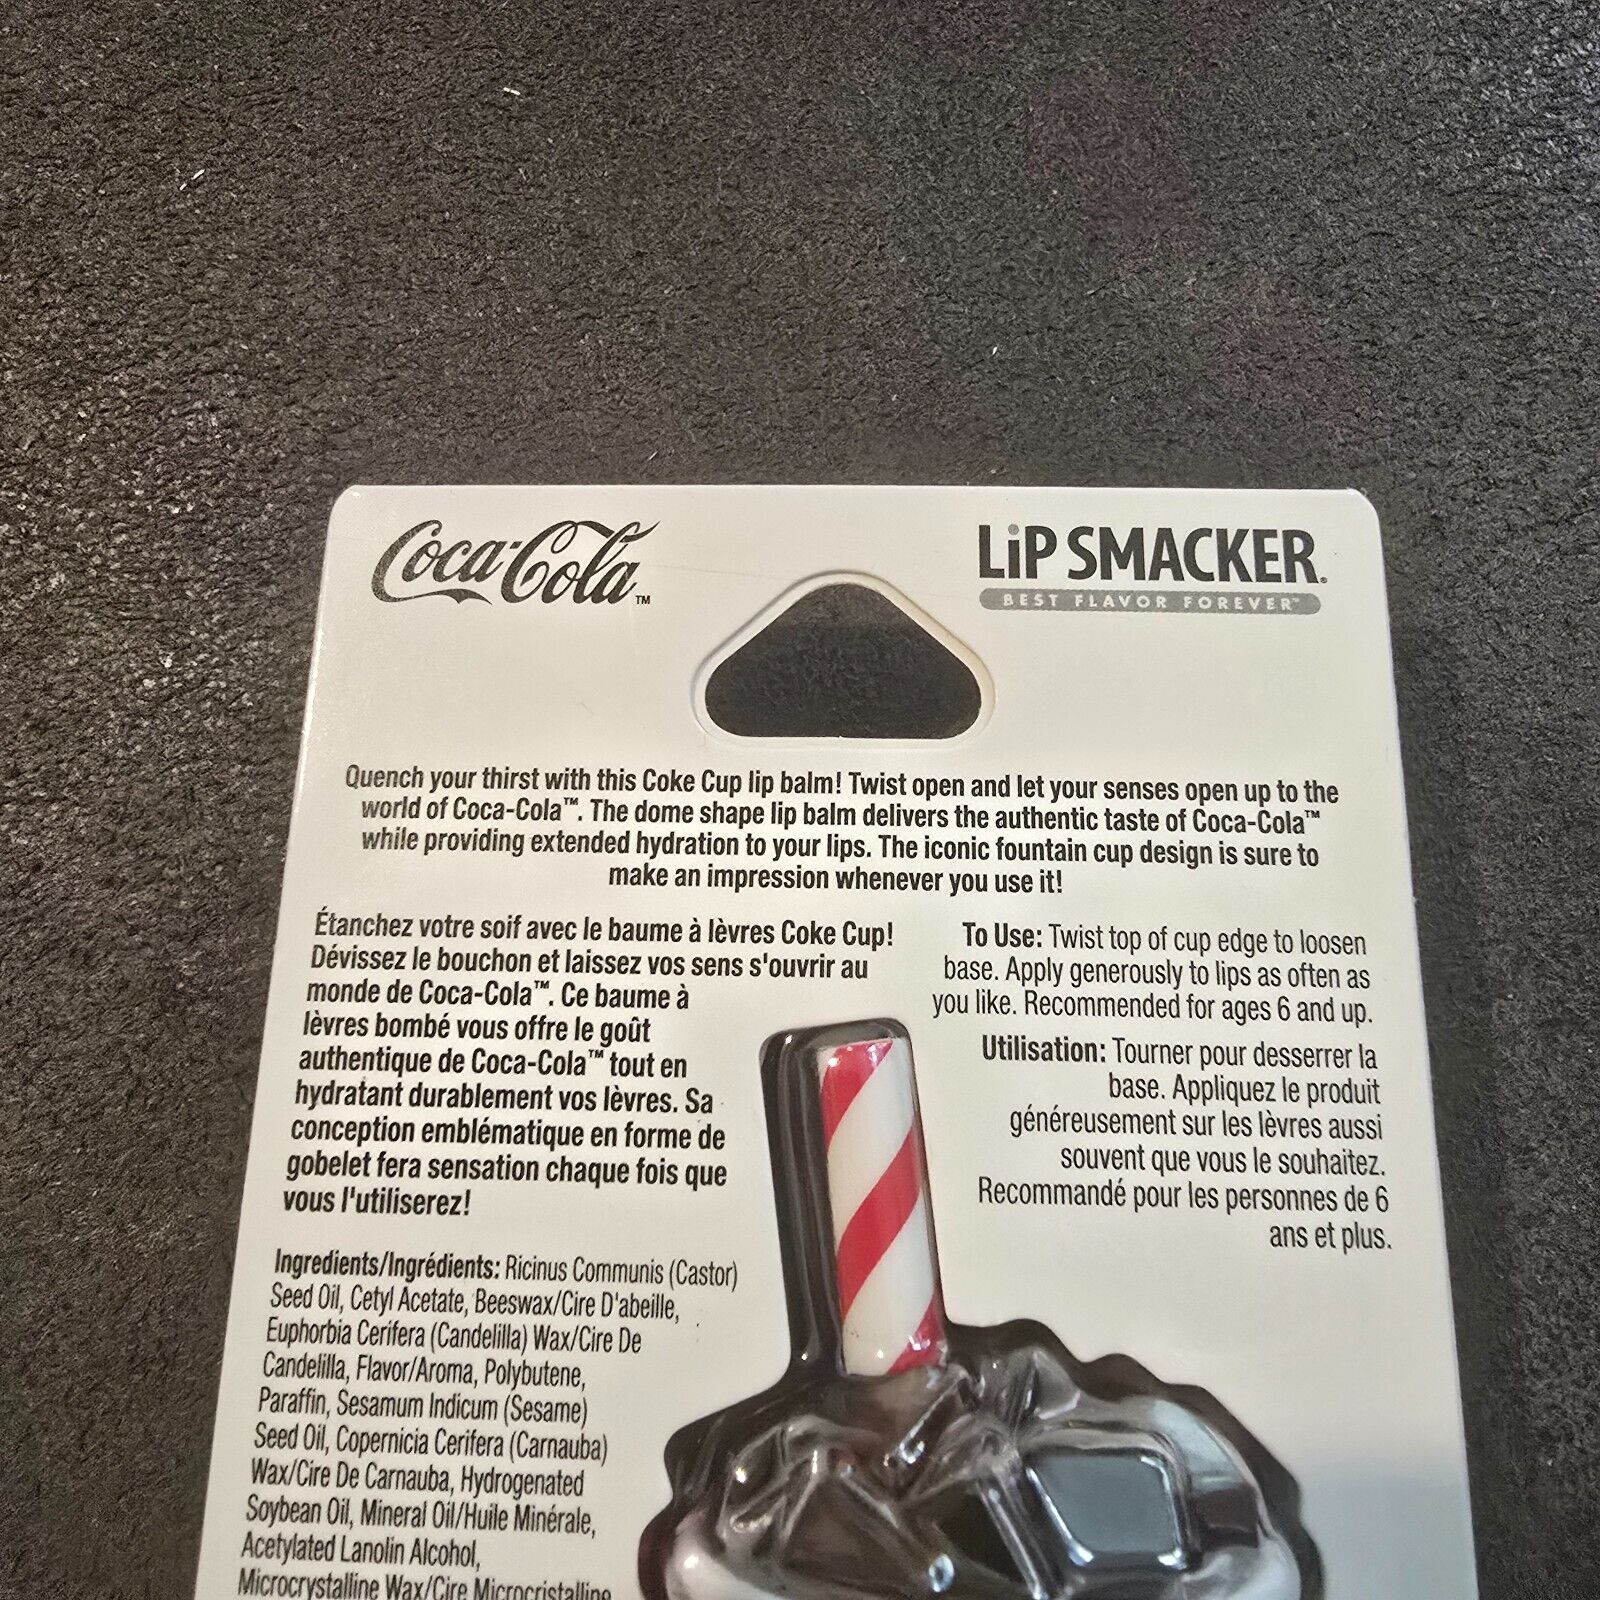 Coca-Cola™
LiP SMACKER®
BEST FLAVOR FOREVER™
Quench your thirst with this Coke Cup lip balm! Twist open and let your senses open up to the
world of Coca-Cola™. The dome shape lip balm delivers the authentic taste of Coca-Cola™
while providing extended hydration to your lips. The iconic fountain cup design is sure to
make an impression whenever you use it!
Étanchez votre soif avec le baume à lèvres Coke Cup!
Dévissez le bouchon et laissez vos sens s'ouvrir au
monde de Coca-Cola™. Ce baume à
lèvres bombé vous offre le goût
authentique de Coca-Cola™ tout en
hydratant durablement vos lèvres. Sa
conception emblématique en forme de
gobelet fera sensation chaque fois que
vous l'utiliserez!
To Use: Twist top of cup edge to loosen
base. Apply generously to lips as often as
you like. Recommended for ages 6 and up.
Utilisation: Tourner pour desserrer la
base. Appliquez le produit
généreusement sur les lèvres aussi
souvent que vous le souhaitez.
Recommandé pour les personnes de 6
ans et plus.
Ingredients/Ingrédients: Ricinus Communis (Castor)
Seed Oil, Cetyl Acetate, Beeswax/Cire D'abeille,
Euphorbia Cerifera (Candelilla) Wax/Cire De
Candelilla, Flavor/Aroma, Polybutene,
Paraffin, Sesamum Indicum (Sesame)
Seed Oil, Copernicia Cerifera (Carnauba)
Wax/Cire De Carnauba, Hydrogenated
Soybean Oil, Mineral Oil/Huile Minérale,
Acetylated Lanolin Alcohol,
Microcrystalline Wax/Cire Microcristalline